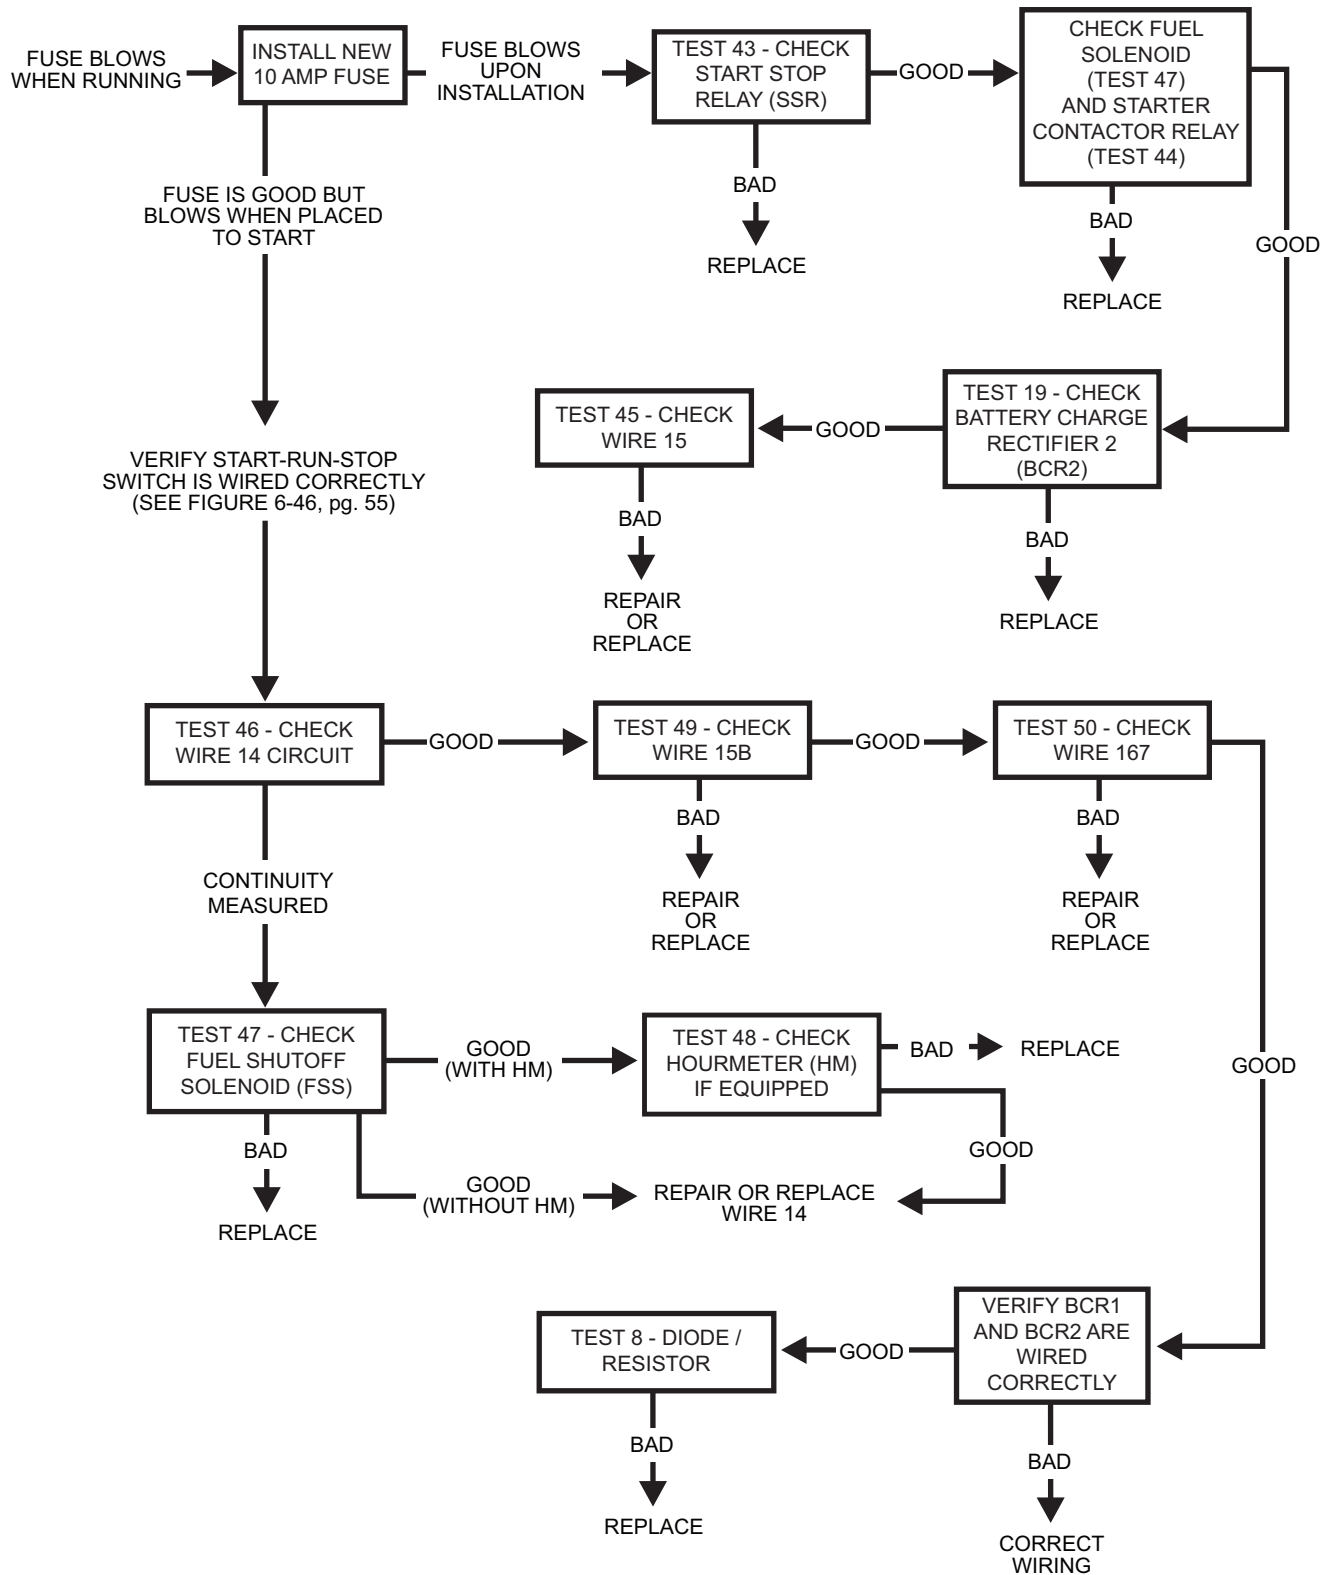 FUSE BLOWS
WHEN RUNNING
INSTALL NEW
10 AMP FUSE
FUSE BLOWS
UPON
INSTALLATION
TEST 43 - CHECK
START STOP
RELAY (SSR)
GOOD
CHECK FUEL
SOLENOID
(TEST 47)
AND STARTER
CONTACTOR RELAY
(TEST 44)
BAD
REPLACE
BAD
REPLACE
GOOD
FUSE IS GOOD BUT
BLOWS WHEN PLACED
TO START
TEST 19 - CHECK
BATTERY CHARGE
RECTIFIER 2
(BCR2)
GOOD
TEST 45 - CHECK
WIRE 15
BAD
REPAIR
OR
REPLACE
BAD
REPLACE
VERIFY START-RUN-STOP
SWITCH IS WIRED CORRECTLY
(SEE FIGURE 6-46, pg. 55)
TEST 46 - CHECK
WIRE 14 CIRCUIT
GOOD
TEST 49 - CHECK
WIRE 15B
GOOD
TEST 50 - CHECK
WIRE 167
BAD
REPAIR
OR
REPLACE
BAD
REPAIR
OR
REPLACE
GOOD
CONTINUITY
MEASURED
TEST 47 - CHECK
FUEL SHUTOFF
SOLENOID (FSS)
GOOD
(WITH HM)
TEST 48 - CHECK
HOURMETER (HM)
IF EQUIPPED
BAD
REPLACE
GOOD
BAD
REPLACE
GOOD
(WITHOUT HM)
REPAIR OR REPLACE
WIRE 14
VERIFY BCR1
AND BCR2 ARE
WIRED
CORRECTLY
GOOD
TEST 8 - DIODE /
RESISTOR
BAD
REPLACE
BAD
CORRECT
WIRING